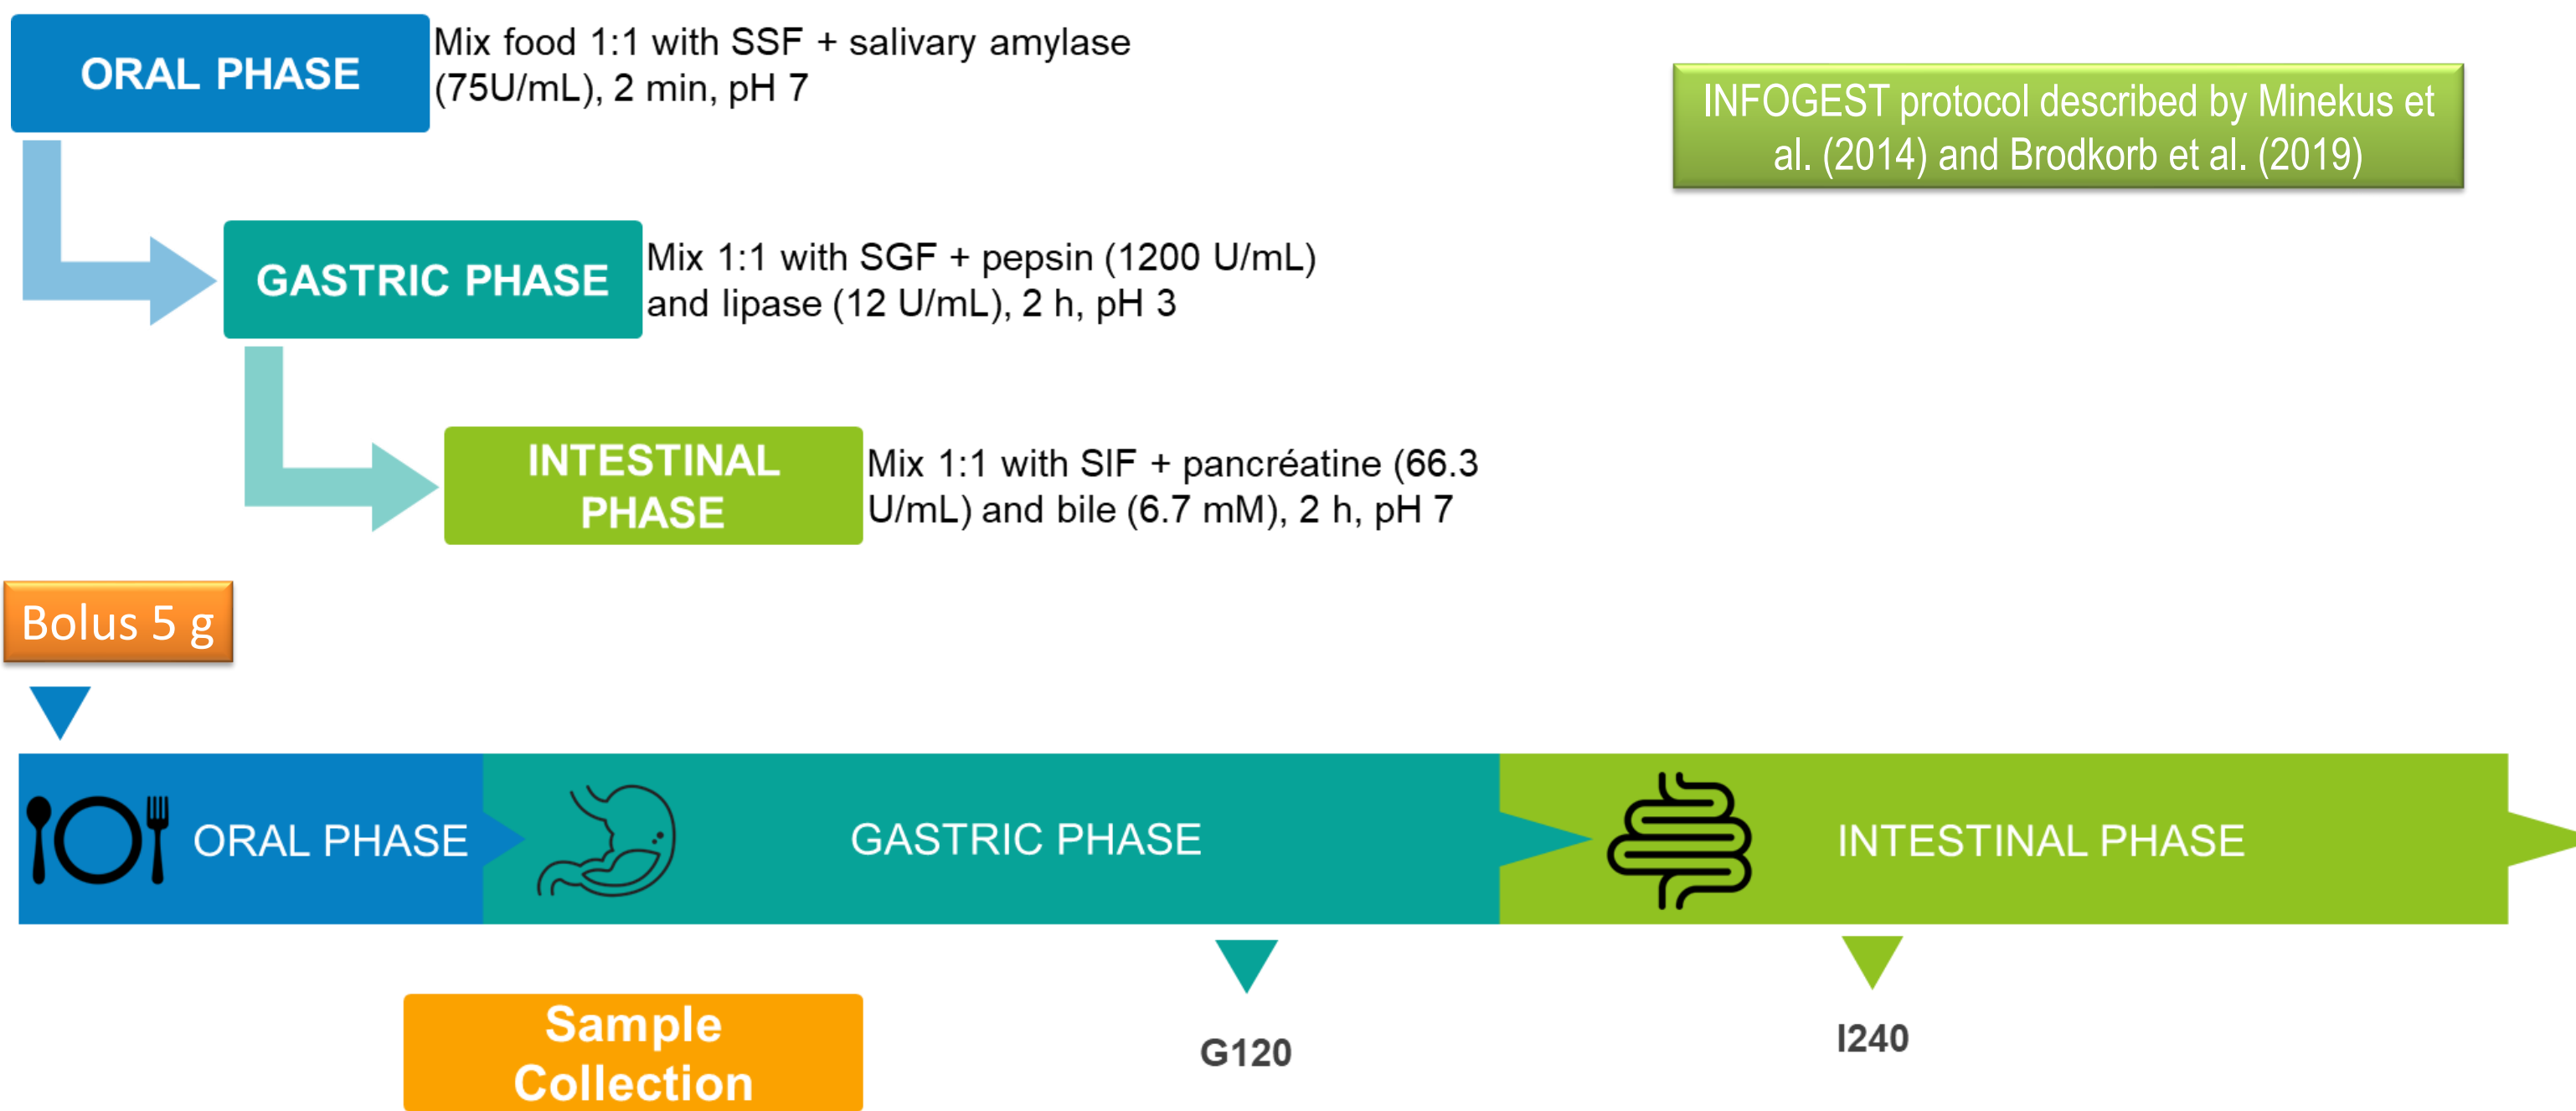 ORAL PHASE
Mix food 1:1 with SSF + salivary amylase
(75U/mL), 2 min, pH 7
INFOGEST protocol described by Minekus et
al. (2014) and Brodkorb et al. (2019)
GASTRIC PHASE
Mix 1:1 with SGF + pepsin (1200 U/mL)
and lipase (12 U/mL), 2 h, pH 3
INTESTINAL
PHASE
Mix 1:1 with SIF + pancréatine (66.3
U/mL) and bile (6.7 mM), 2 h, pH 7
Bolus 5 g
ORAL PHASE
GASTRIC PHASE
INTESTINAL PHASE
Sample
Collection
G120
I240